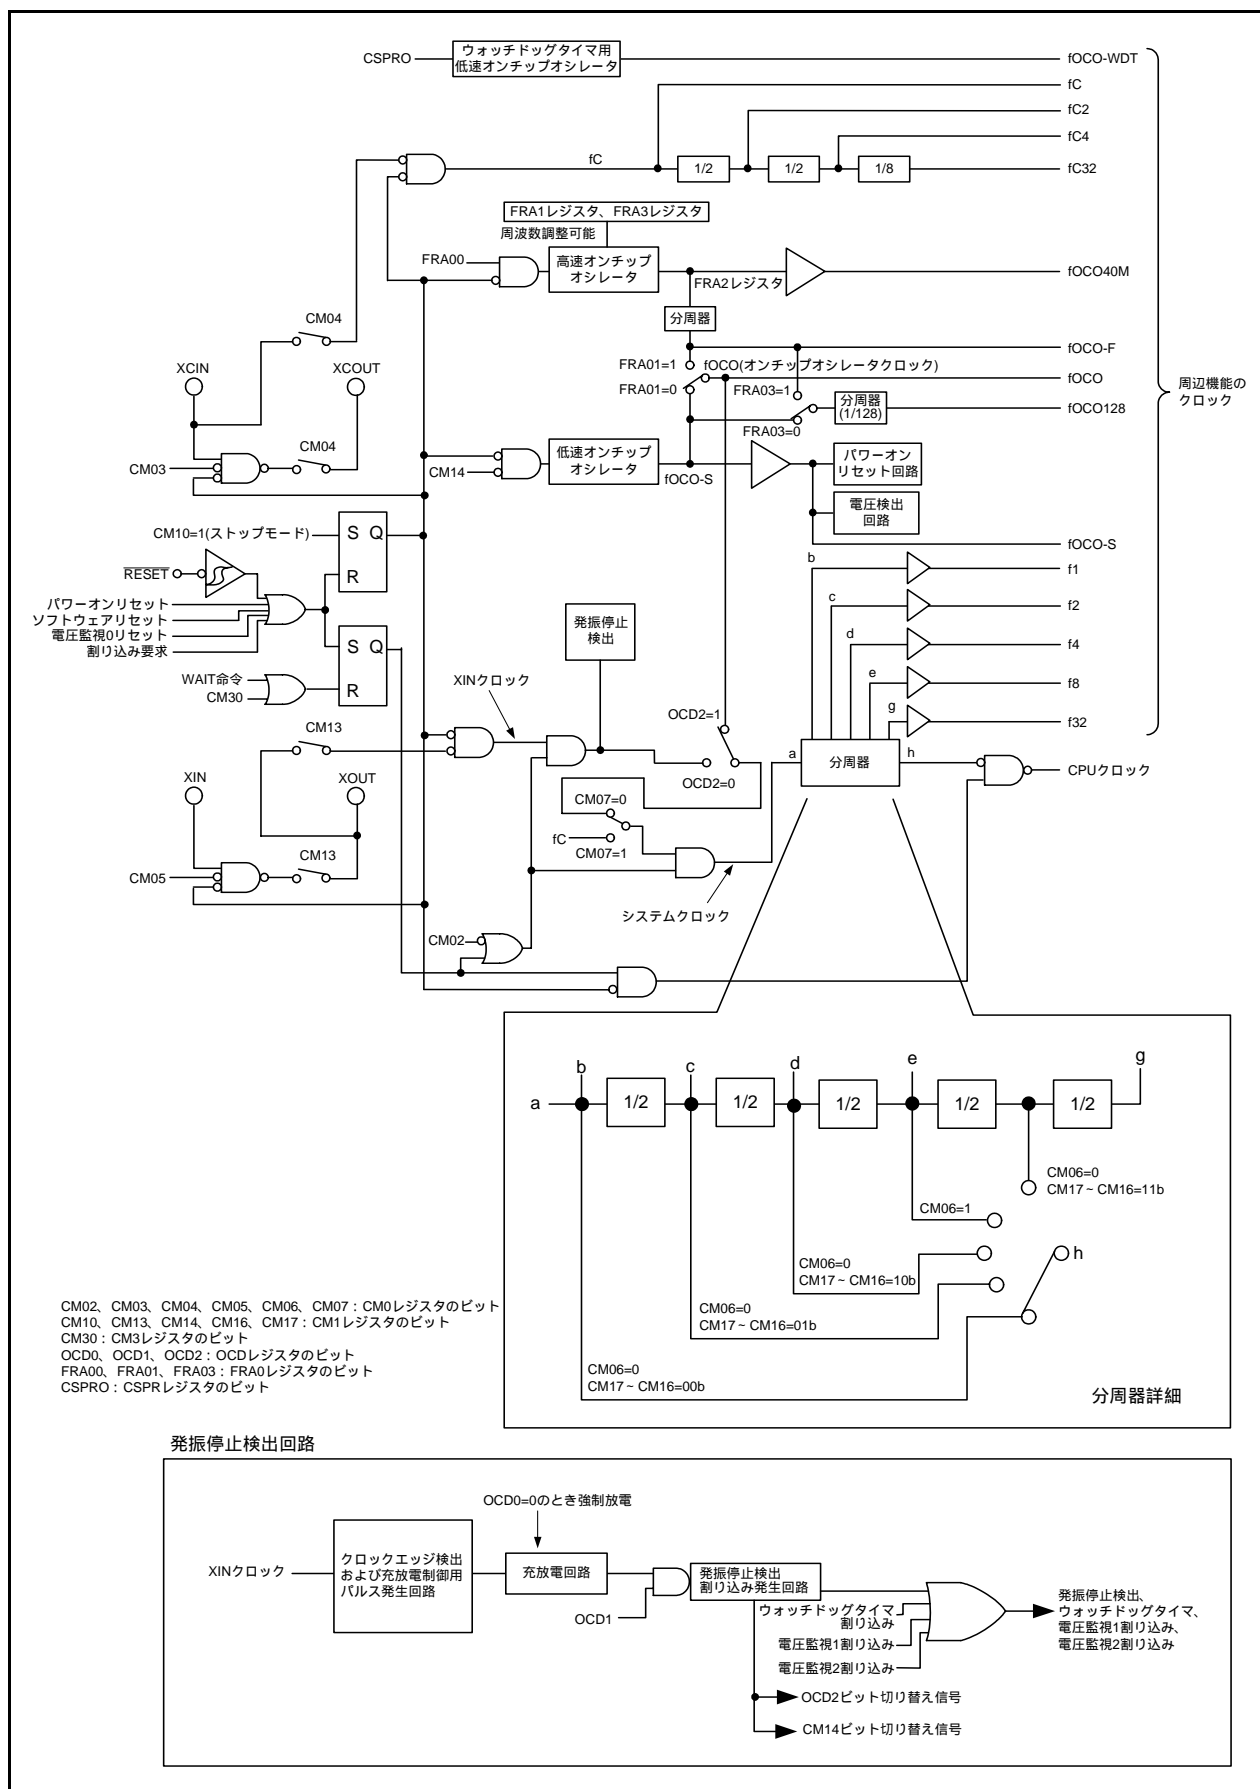 CSPRO
ウォッチドッグタイマ用
低速オンチップオシレータ
fOCO-WDT
fC
fC2
fC4
fC
1/2
1/2
1/8
fC32
FRA1レジスタ、FRA3レジスタ
周波数調整可能
FRA00
高速オンチップ
オシレータ
FRA2レジスタ
fOCO40M
分周器
CM04
XCIN
XCOUT
fOCO-F
FRA01=1
fOCO(オンチップオシレータクロック)
fOCO
FRA01=0
FRA03=1
分周器
(1/128)
fOCO128
FRA03=0
周辺機能の
クロック
CM04
CM03
低速オンチップ
オシレータ
CM14
fOCO-S
パワーオン
リセット回路
電圧検出
回路
CM10=1(ストップモード)
S Q
R
fOCO-S
RESET
b
f1
パワーオンリセット
ソフトウェアリセット
電圧監視0リセット
割り込み要求
c
f2
発振停止
検出
S Q
R
d
f4
WAIT命令
CM30
XINクロック
e
f8
CM13
OCD2=1
g
f32
a
分周器
h
CPUクロック
XIN
XOUT
OCD2=0
CM07=0
fC
CM07=1
CM13
CM05
システムクロック
CM02
b
c
d
e
g
a
1/2
1/2
1/2
1/2
1/2
CM06=0
CM17~CM16=11b
CM06=1
h
CM06=0
CM17~CM16=10b
CM06=0
CM17~CM16=01b
CM06=0
CM17~CM16=00b
分周器詳細
CM02、CM03、CM04、CM05、CM06、CM07:CM0レジスタのビット
CM10、CM13、CM14、CM16、CM17:CM1レジスタのビット
CM30:CM3レジスタのビット
OCD0、OCD1、OCD2:OCDレジスタのビット
FRA00、FRA01、FRA03:FRA0レジスタのビット
CSPRO:CSPRレジスタのビット
発振停止検出回路
OCD0=0のとき強制放電
XINクロック
クロックエッジ検出
および充放電制御用
パルス発生回路
充放電回路
OCD1
発振停止検出
割り込み発生回路
ウォッチドッグタイマ
割り込み
電圧監視1割り込み
電圧監視2割り込み
発振停止検出、
ウォッチドッグタイマ、
電圧監視1割り込み、
電圧監視2割り込み
OCD2ビット切り替え信号
CM14ビット切り替え信号